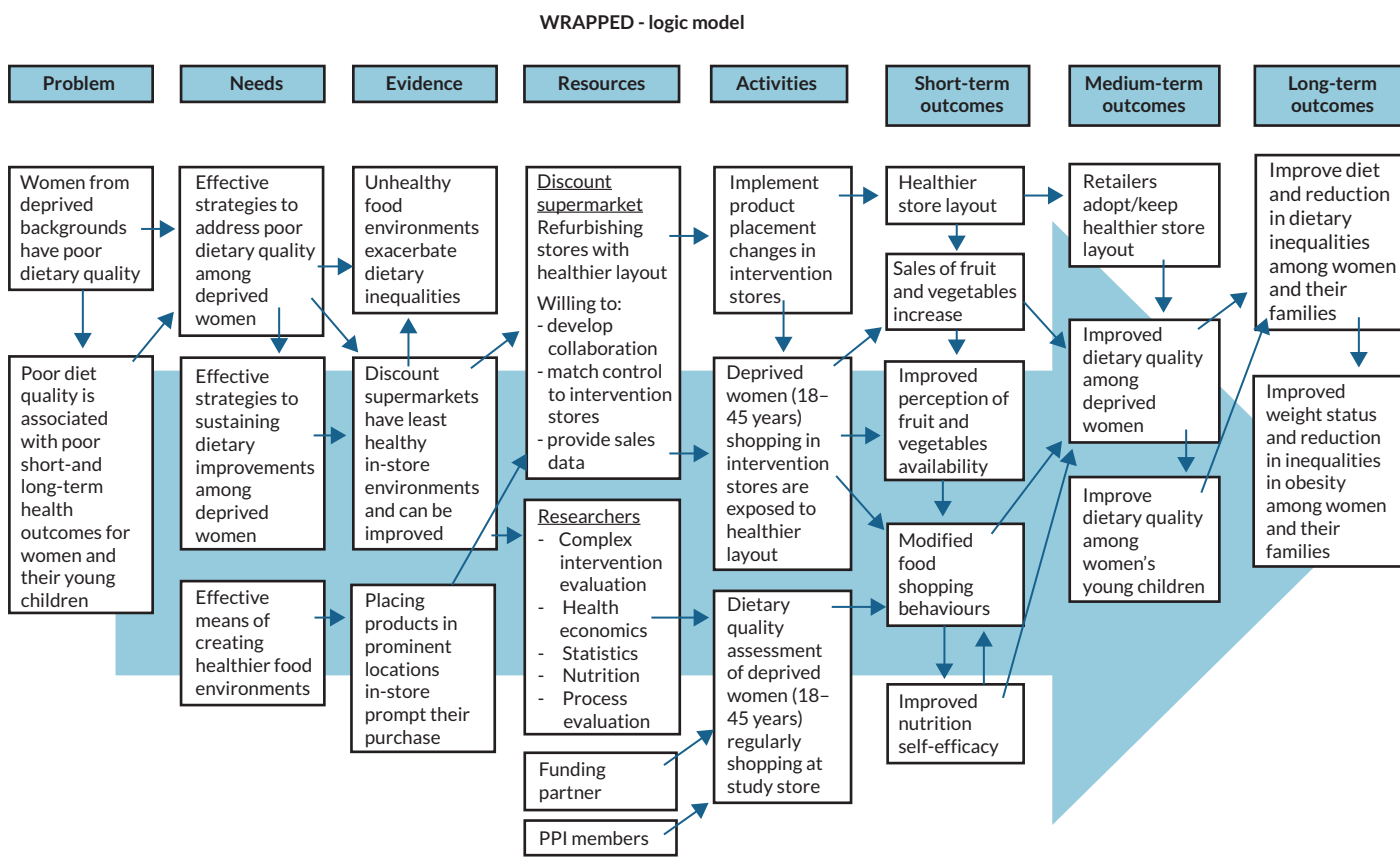 WRAPPED - logic model
Problem
Needs
Evidence
Resources
Activities
Short-term
outcomes
Medium-term
outcomes
Long-term
outcomes
Women from
deprived
backgrounds
have poor
dietary quality
Poor diet
quality is
associated
with poor
short-and
long-term
health
outcomes for
women and
their young
children
Effective
strategies to
address poor
dietary quality
among
deprived
women
Effective
strategies to
sustaining
dietary
improvements
among
deprived
women
Effective
means of
creating
healthier food
environments
Unhealthy
food
environments
exacerbate
dietary
inequalities
Discount
supermarkets
have least
healthy
in-store
environments
and can be
improved
Placing
products in
prominent
locations
in-store
prompt their
purchase
Discount
supermarket
Refurbishing
stores with
healthier layout
Willing to:
- develop
collaboration
- match control
to intervention
stores
- provide sales
data
Researchers
- Complex
intervention
evaluation
- Health
economics
- Statistics
- Nutrition
- Process
evaluation
Funding
partner
PPI members
Implement
product
placement
changes in
intervention
stores
Deprived
women (18–
45 years)
shopping in
intervention
stores are
exposed to
healthier
layout
Dietary
quality
assessment
of deprived
women (18–
45 years)
regularly
shopping at
study store
Healthier
store layout
Sales of fruit
and vegetables
increase
Improved
perception of
fruit and
vegetables
availability
Modified
food
shopping
behaviours
Improved
nutrition
self-efficacy
Retailers
adopt/keep
healthier store
layout
Improved
dietary quality
among
deprived
women
Improve
dietary quality
among
women's
young children
Improve diet
and reduction
in dietary
inequalities
among women
and their
families
Improved
weight status
and reduction
in inequalities
in obesity
among women
and their
families